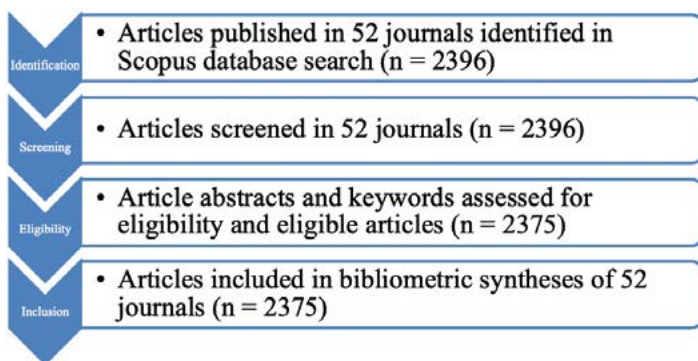 Identification
• Articles published in 52 journals identified in
Scopus database search (n = 2396)
Screening
• Articles screened in 52 journals (n = 2396)
Eligibility
• Article abstracts and keywords assessed for
eligibility and eligible articles (n = 2375)
Inclusion
• Articles included in bibliometric syntheses of 52
journals (n = 2375)